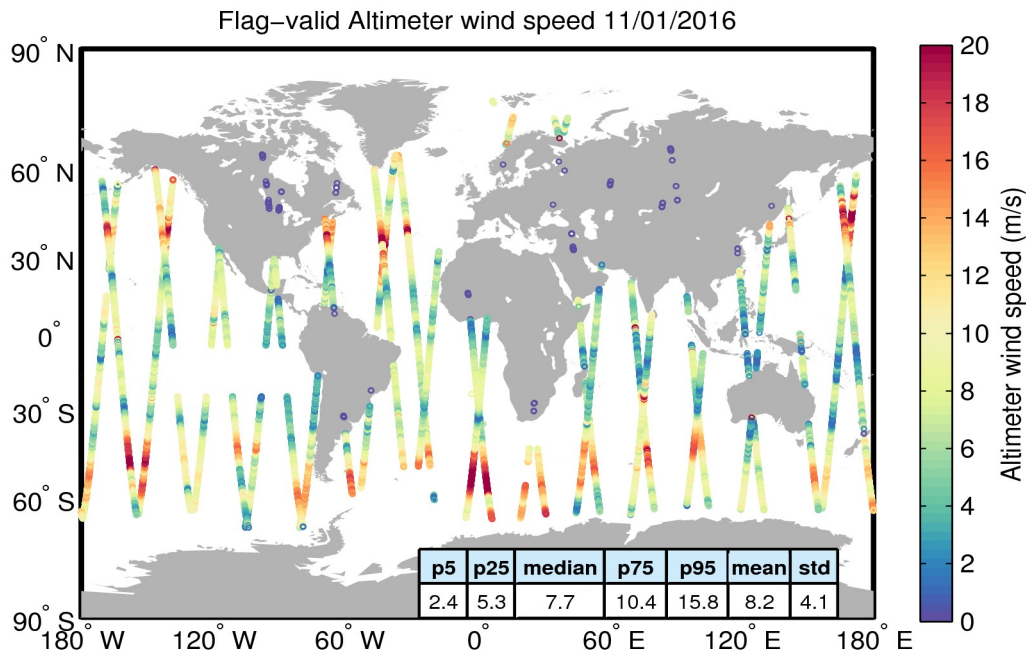 Flag−valid Altimeter wind speed 11/01/2016
90° N
60° N
30° N
0°
30° S
60° S
90° S
180° W
120° W
60° W
0°
60° E
120° E
180° E
p5 p25 median p75 p95 mean std
2.4 5.3 7.7 10.4 15.8 8.2 4.1
20
18
16
14
12
10
8
6
4
2
0
Altimeter wind speed (m/s)